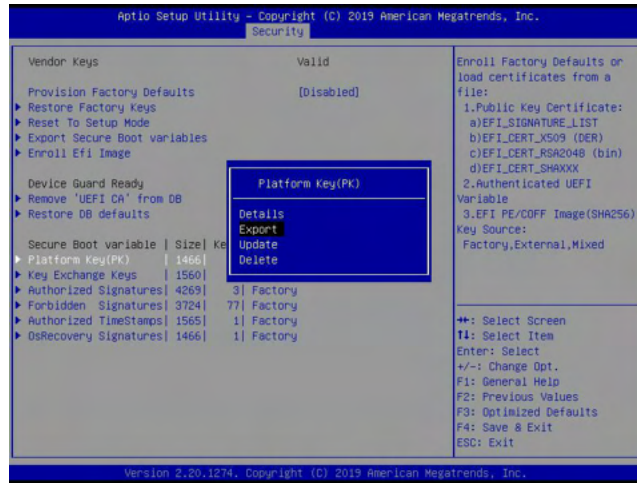 Aptio Setup Utility – Copyright (C) 2019 American Megatrends, Inc.
Security
Vendor Keys Valid
Provision Factory Defaults [Disabled]
Restore Factory Keys
Reset To Setup Mode
Export Secure Boot variables
Enroll Efi Image
Device Guard Ready
Remove 'UEFI CA' from DB
Restore DB defaults
Secure Boot variable | Size| Ke
Platform Key(PK) | 1466|
Key Exchange Keys | 1560|
Authorized Signatures| 4269| 3| Factory
Forbidden Signatures| 3724| 77| Factory
Authorized TimeStamps| 1565| 1| Factory
OsRecovery Signatures| 1466| 1| Factory
Platform Key(PK)
Details
Export
Update
Delete
Enroll Factory Defaults or
load certificates from a
file:
1.Public Key Certificate:
a)EFI_SIGNATURE_LIST
b)EFI_CERT_X509 (DER)
c)EFI_CERT_RSA2048 (bin)
d)EFI_CERT_SHAXXX
2.Authenticated UEFI
Variable
3.EFI PE/COFF Image(SHA256)
Key Source:
Factory,External,Mixed
→←: Select Screen
↑↓: Select Item
Enter: Select
+/-: Change Opt.
F1: General Help
F2: Previous Values
F3: Optimized Defaults
F4: Save & Exit
ESC: Exit
Version 2.20.1274. Copyright (C) 2019 American Megatrends, Inc.